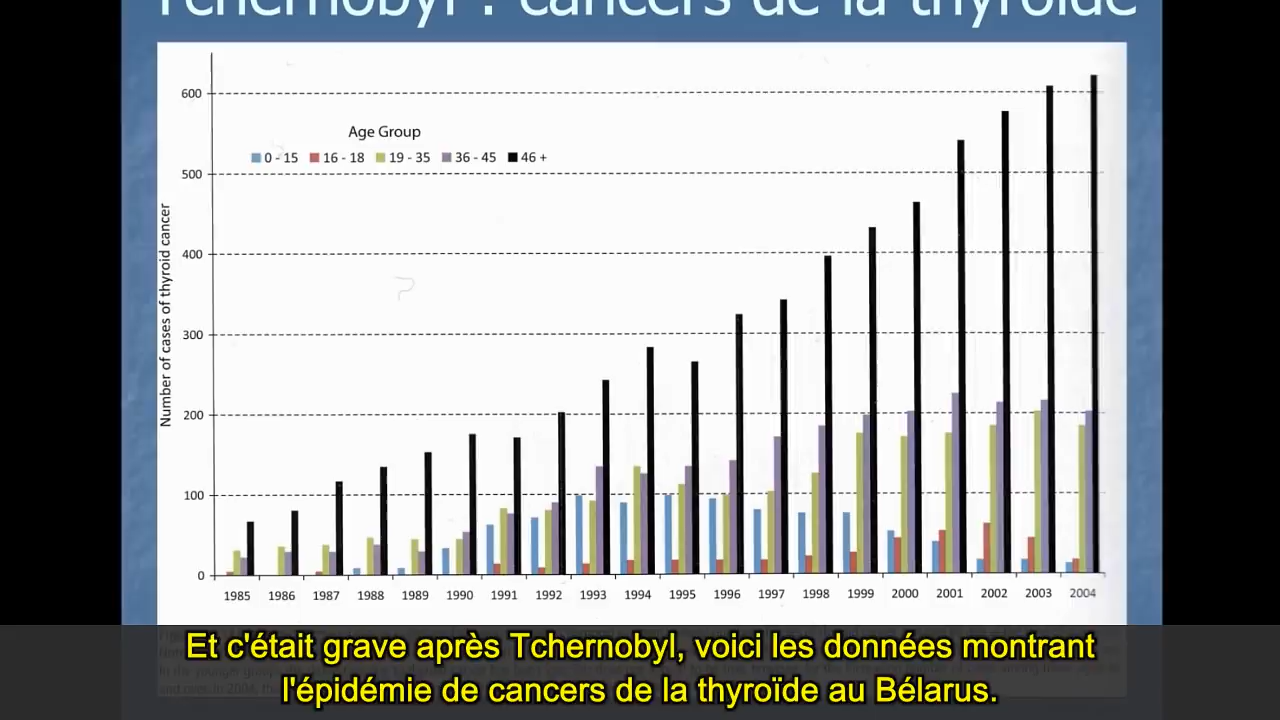 Tchernobyl : cancers de la thyroïde
600
Age Group
0 - 15 16 - 18 19 - 35 36 - 45 46 +
500
400
300
200
100
0
Number of cases of thyroid cancer
1985 1986 1987 1988 1989 1990 1991 1992 1993 1994 1995 1996 1997 1998 1999 2000 2001 2002 2003 2004
Et c'était grave après Tchernobyl, voici les données montrant
l'épidémie de cancers de la thyroïde au Bélarus.